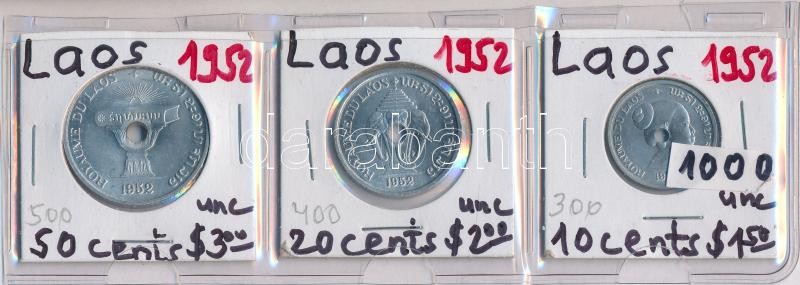 Laos 1952
ROYAUME DU LAOS
1952
500
unc
50 cents $3.00
Laos 1952
ROYAUME DU LAOS
1952
400
unc
20 cents $2.00
Laos 1952
ROYAUME DU LAOS
1000
300
unc
10 cents $1.50
darabanth